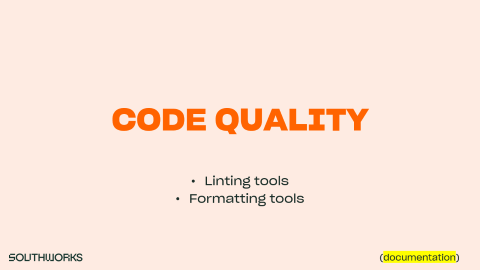 CODE QUALITY
• Linting tools
• Formatting tools
SOUTHWORKS
(documentation)